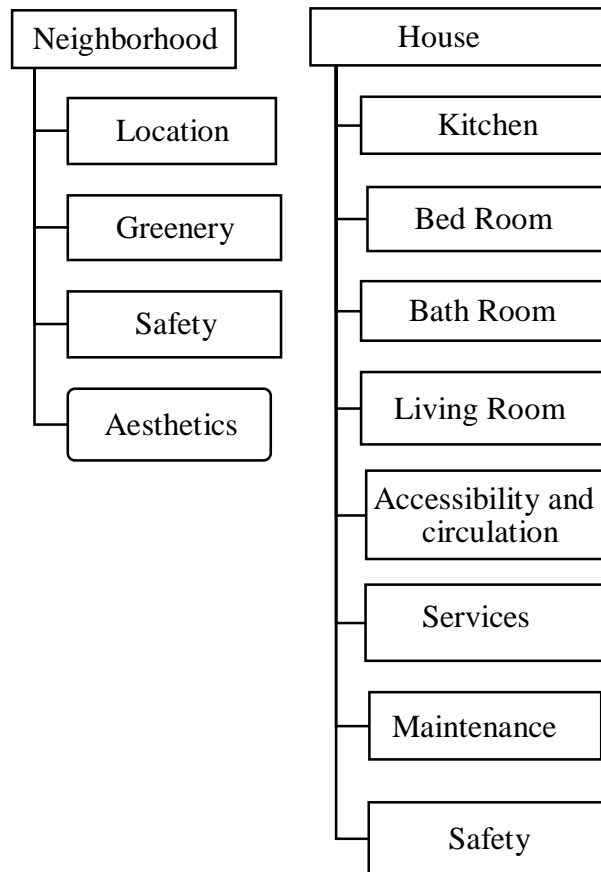 Neighborhood
Location
Greenery
Safety
Aesthetics
House
Kitchen
Bed Room
Bath Room
Living Room
Accessibility and
circulation
Services
Maintenance
Safety